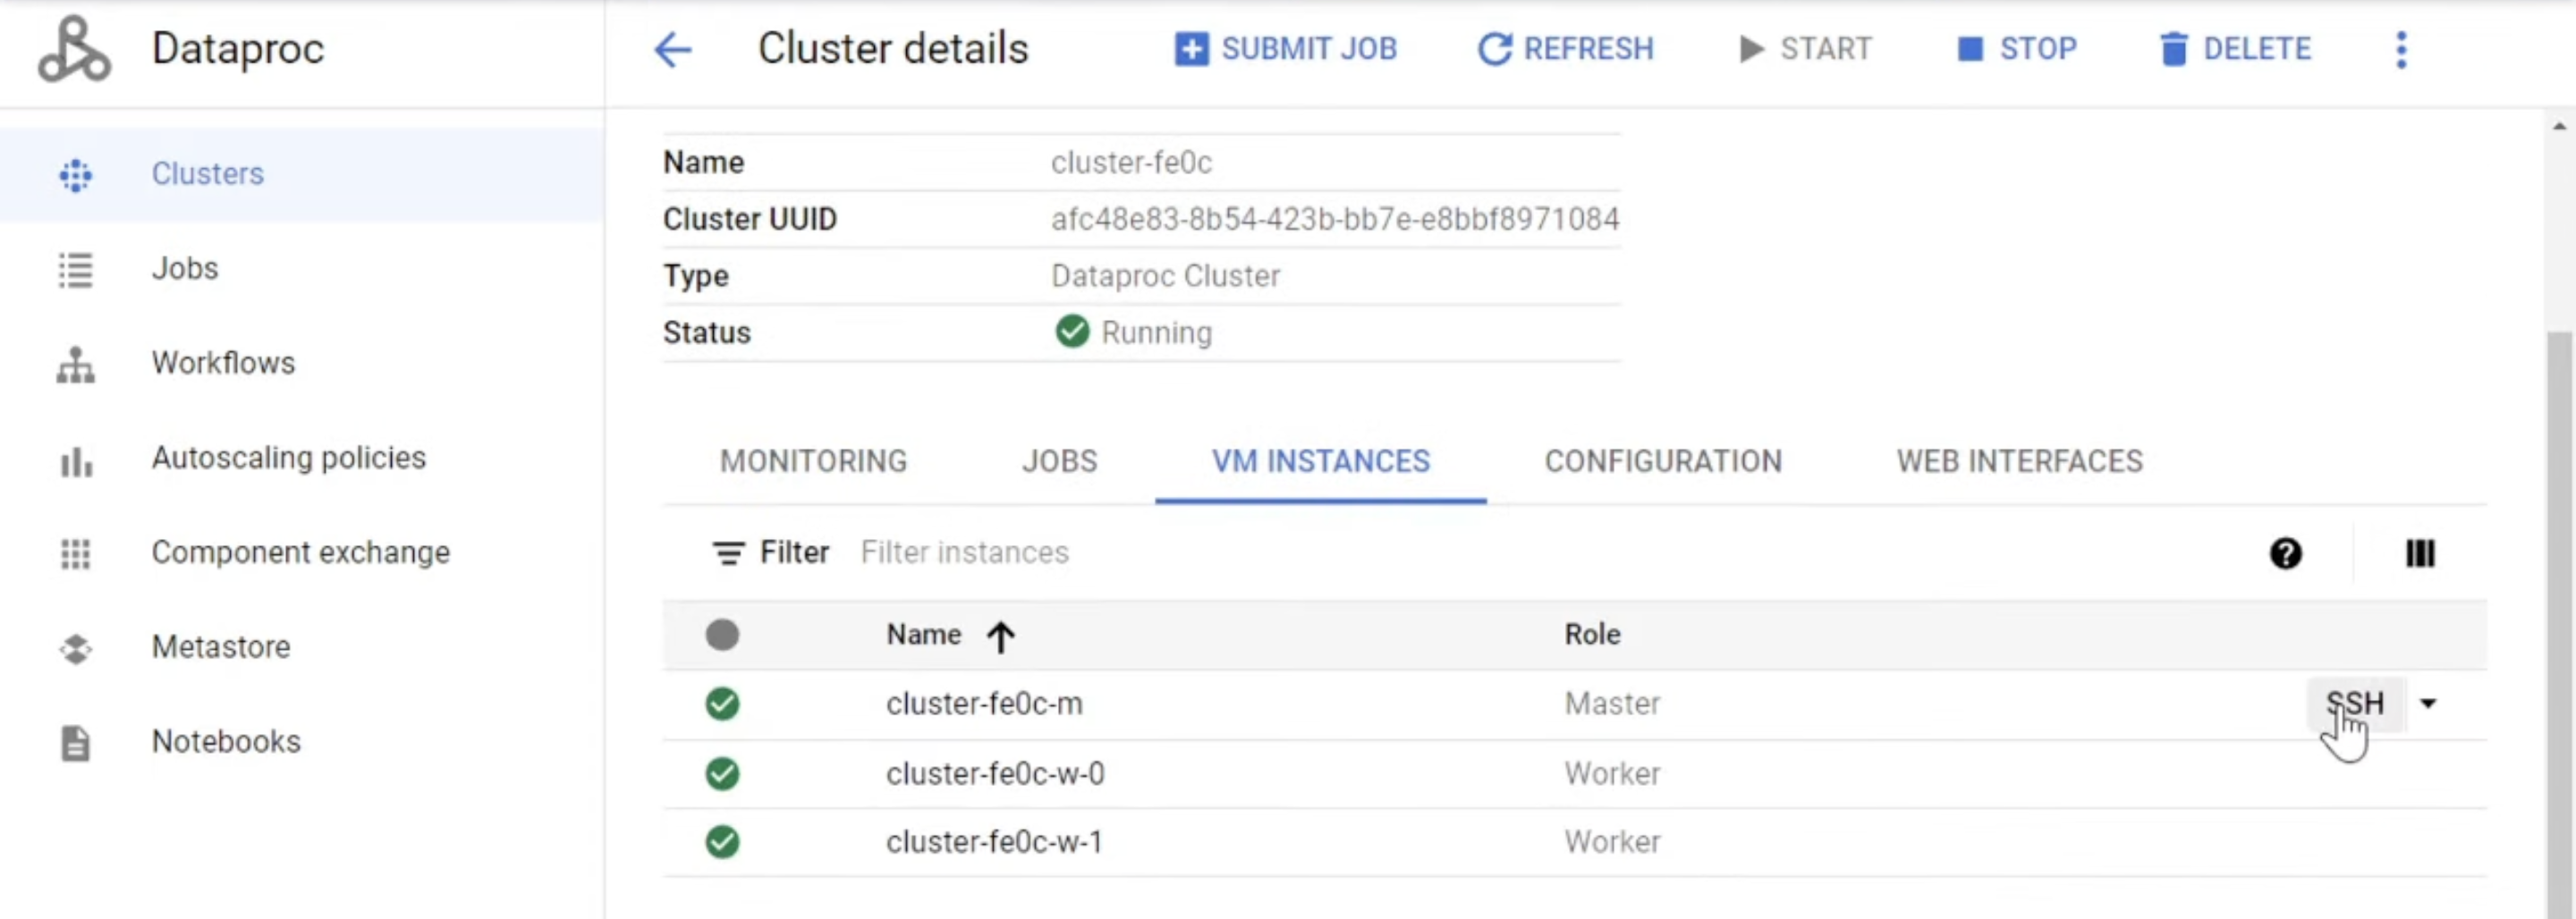 Dataproc
Cluster details
SUBMIT JOB
REFRESH
START
STOP
DELETE
Clusters
Jobs
Workflows
Autoscaling policies
Component exchange
Metastore
Notebooks
Name cluster-fe0c
Cluster UUID afc48e83-8b54-423b-bb7e-e8bbf8971084
Type Dataproc Cluster
Status Running
MONITORING JOBS VM INSTANCES CONFIGURATION WEB INTERFACES
Filter Filter instances
Name Role
cluster-fe0c-m Master SSH
cluster-fe0c-w-0 Worker
cluster-fe0c-w-1 Worker